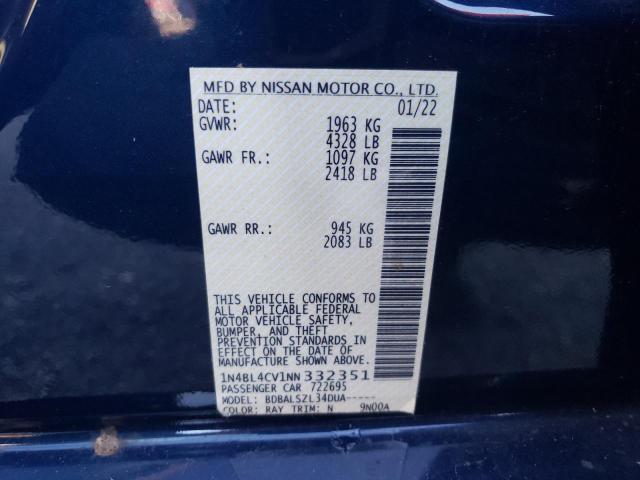 MFD BY NISSAN MOTOR CO., LTD.
DATE: 01/22
GVWR: 1963 KG
4328 LB
GAWR FR.: 1097 KG
2418 LB
GAWR RR.: 945 KG
2083 LB
THIS VEHICLE CONFORMS TO
ALL APPLICABLE FEDERAL
MOTOR VEHICLE SAFETY,
BUMPER, AND THEFT
PREVENTION STANDARDS IN
EFFECT ON THE DATE OF
MANUFACTURE SHOWN ABOVE.
1N4BL4CV1NN332351
PASSENGER CAR 722695
MODEL: BDBALSZL34DUA-----
COLOR: RAY TRIM: N 9N00A